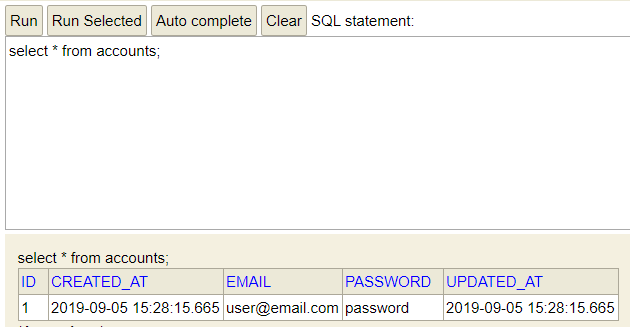 Run Run Selected Auto complete Clear SQL statement:
select * from accounts;
select * from accounts;
ID CREATED_AT EMAIL PASSWORD UPDATED_AT
1 2019-09-05 15:28:15.665 user@email.com password 2019-09-05 15:28:15.665